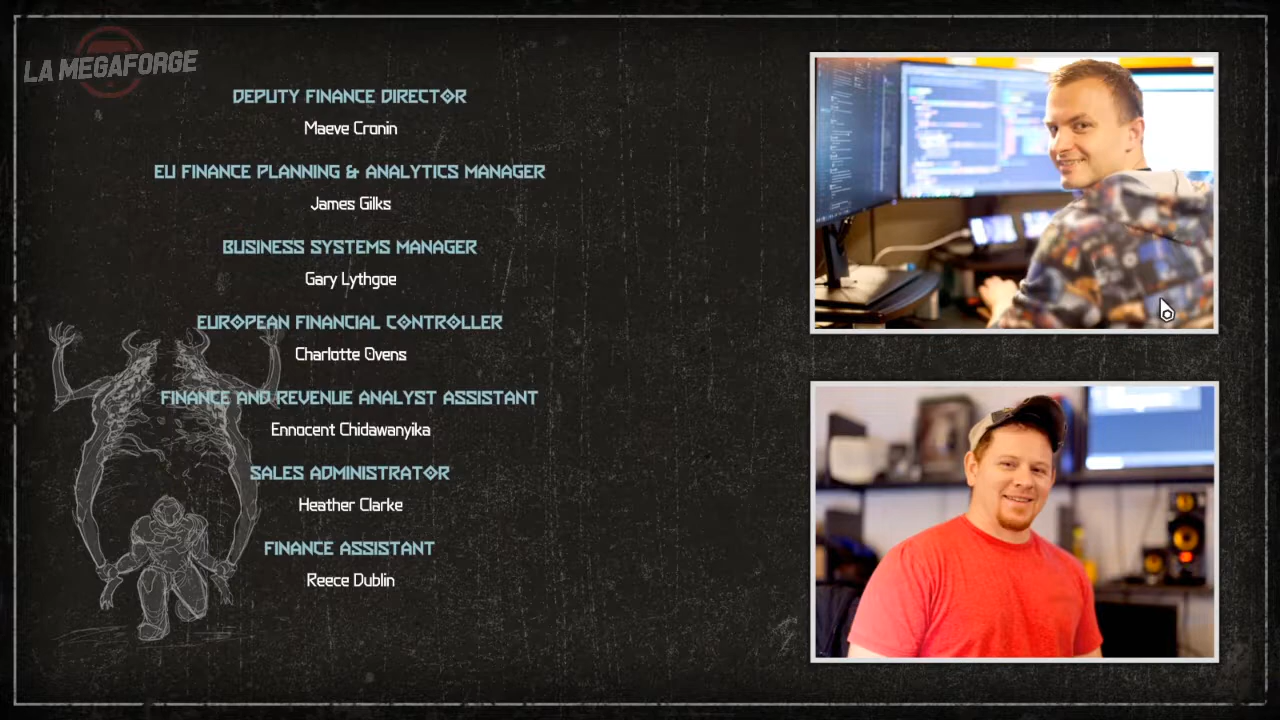 LA MEGAFORGE
DEPUTY FINANCE DIRECTOR
Maeve Cronin
EU FINANCE PLANNING & ANALYTICS MANAGER
James Gilks
BUSINESS SYSTEMS MANAGER
Gary Lythgoe
EUROPEAN FINANCIAL CONTROLLER
Charlotte Ovens
FINANCE AND REVENUE ANALYST ASSISTANT
Ennocent Chidawanyika
SALES ADMINISTRATOR
Heather Clarke
FINANCE ASSISTANT
Reece Dublin